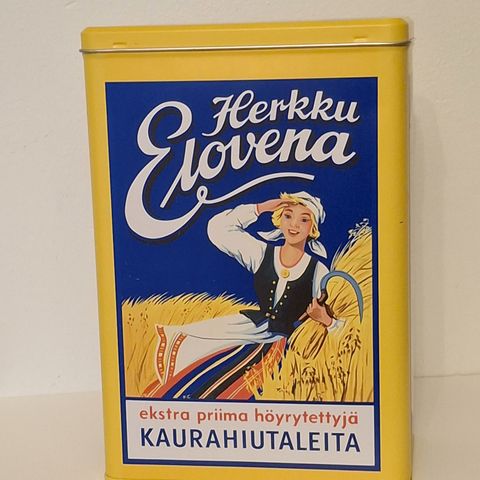 Herkku
Elovena
ekstra priima höyrytettyjä
KAURAHIUTALEITA